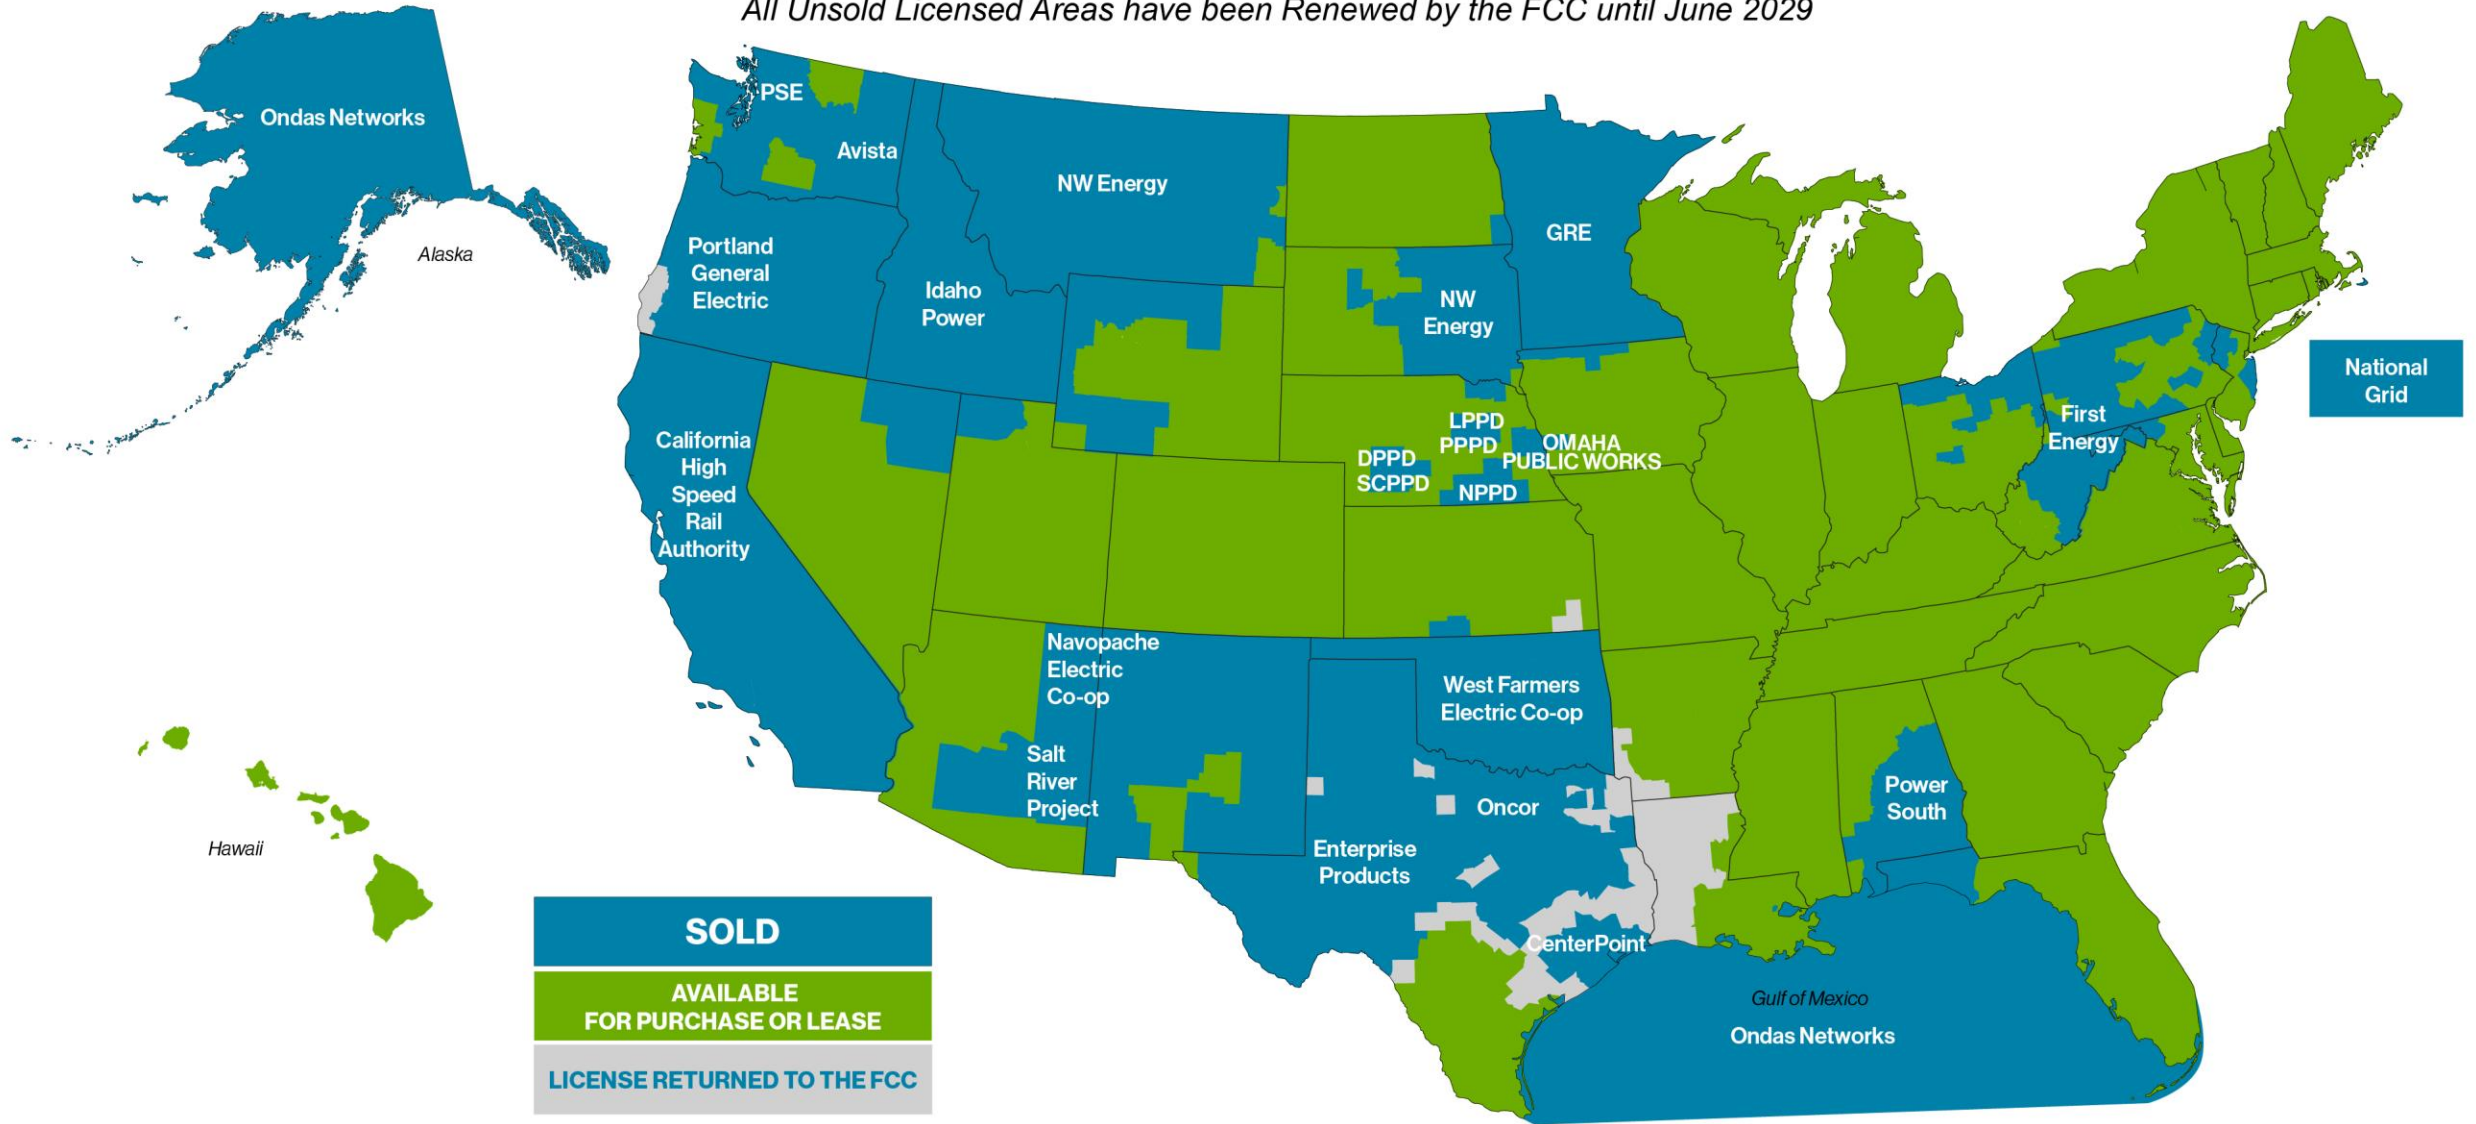 All Unsold Licensed Areas have been Renewed by the FCC until June 2029
Ondas Networks
Alaska
PSE
Avista
NW Energy
GRE
Portland
General
Electric
Idaho
Power
NW
Energy
National
Grid
LPPD
PPPD
OMAHA
PUBLIC WORKS
DPPD
SCPPD
NPPD
First
Energy
California
High
Speed
Rail
Authority
Navopache
Electric
Co-op
West Farmers
Electric Co-op
Salt
River
Project
Oncor
Power
South
Enterprise
Products
Hawaii
CenterPoint
Gulf of Mexico
Ondas Networks
SOLD
AVAILABLE
FOR PURCHASE OR LEASE
LICENSE RETURNED TO THE FCC